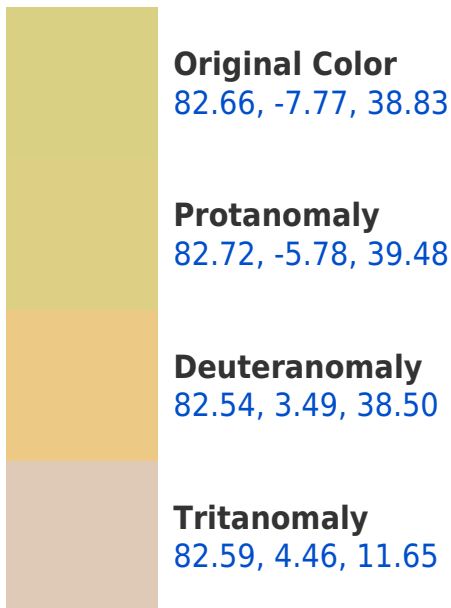 Original Color
82.66, -7.77, 38.83
Protanomaly
82.72, -5.78, 39.48
Deuteranomaly
82.54, 3.49, 38.50
Tritanomaly
82.59, 4.46, 11.65